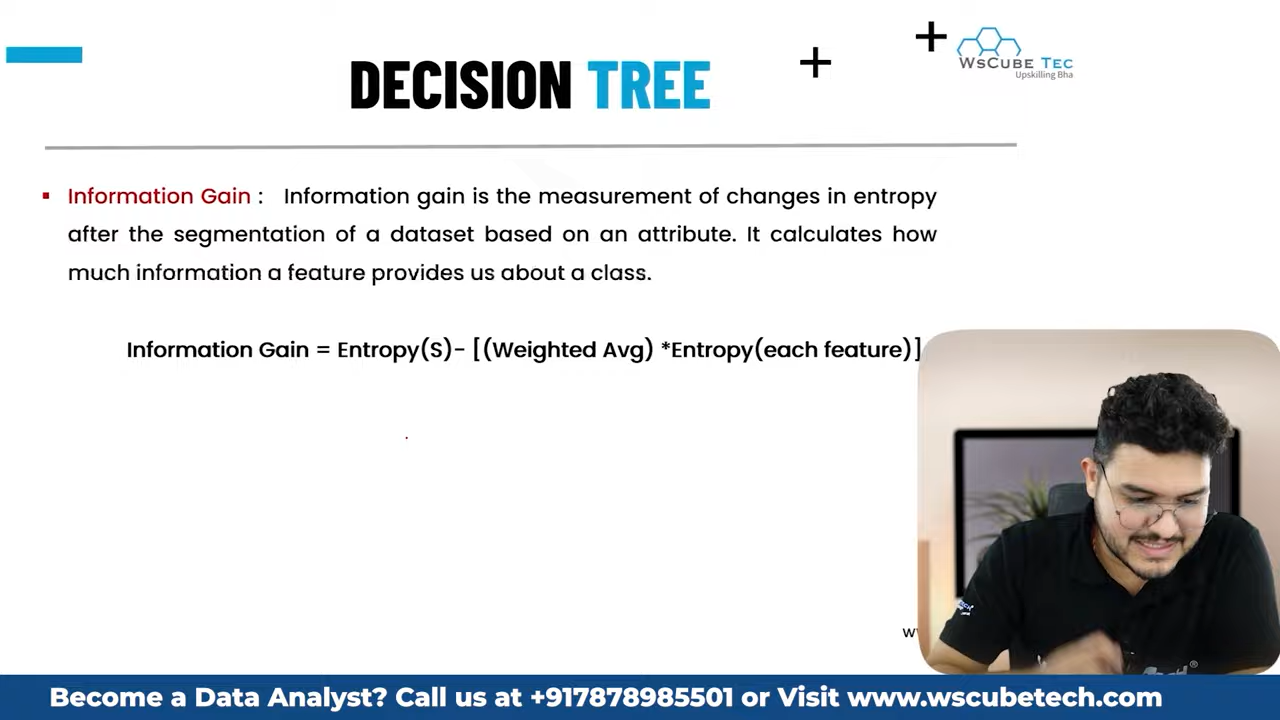 DECISION TREE
WSCUBE TEC
Upskilling Bha
Information Gain : Information gain is the measurement of changes in entropy
after the segmentation of a dataset based on an attribute. It calculates how
much information a feature provides us about a class.
Information Gain = Entropy(S)- [(Weighted Avg) *Entropy(each feature)]
Become a Data Analyst? Call us at +917878985501 or Visit www.wscubetech.com